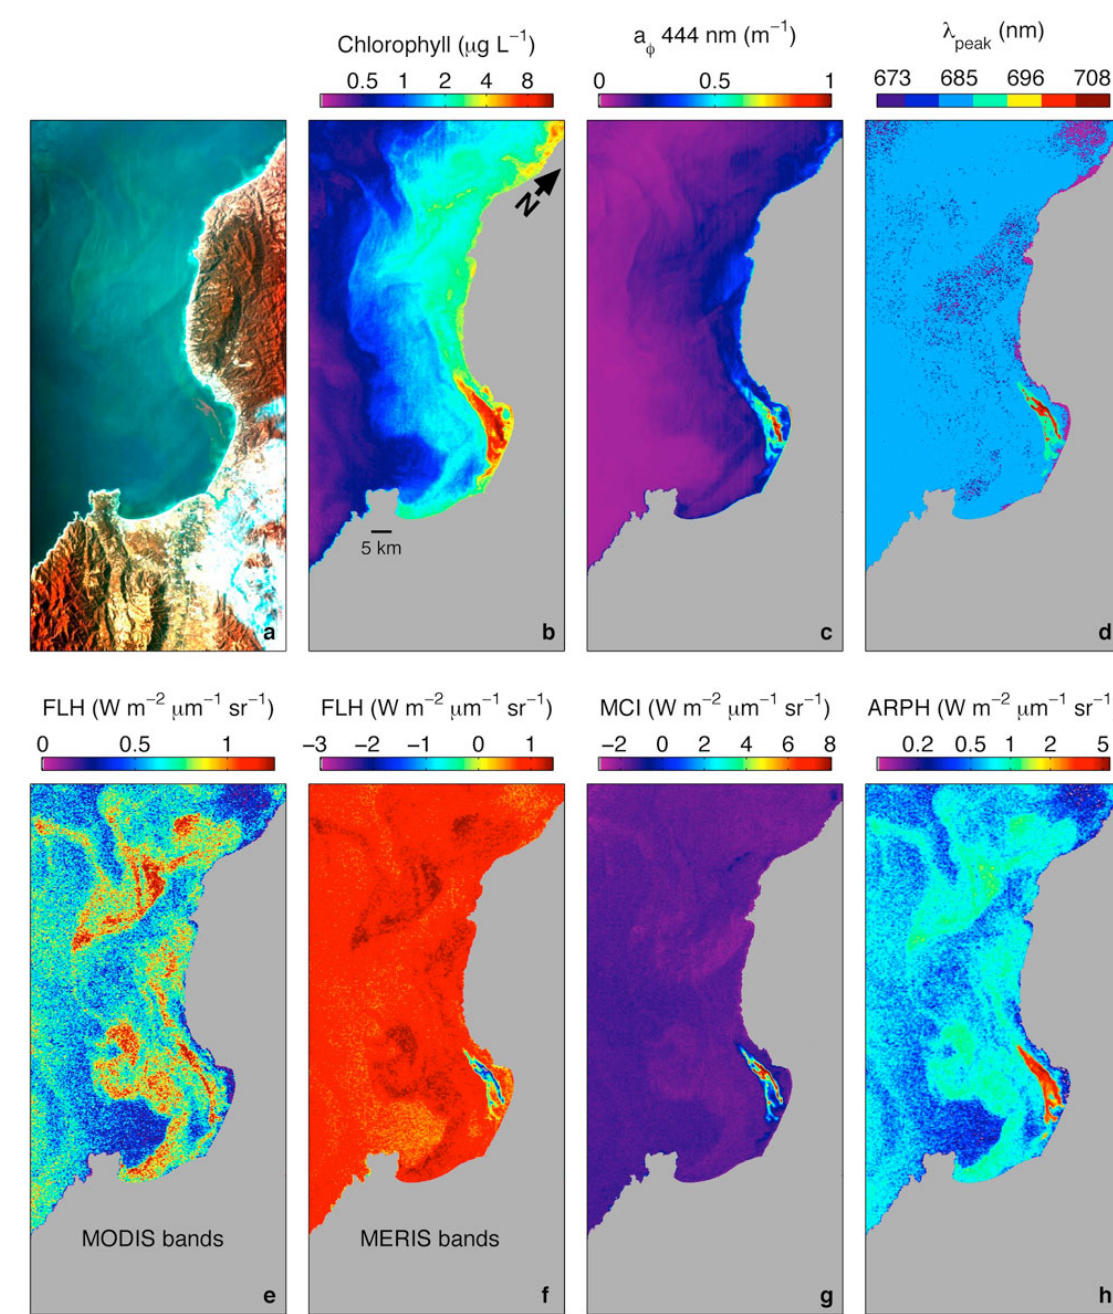 Chlorophyll (μg L⁻¹)
0.5 1 2 4 8
a_ϕ 444 nm (m⁻¹)
0 0.5 1
λ_peak (nm)
673 685 696 708
N
5 km
a
b
c
d
FLH (W m⁻² μm⁻¹ sr⁻¹)
0 0.5 1
FLH (W m⁻² μm⁻¹ sr⁻¹)
−3 −2 −1 0 1
MCI (W m⁻² μm⁻¹ sr⁻¹)
−2 0 2 4 6 8
ARPH (W m⁻² μm⁻¹ sr⁻¹
0.2 0.5 1 2 5
MODIS bands
MERIS bands
e
f
g
h